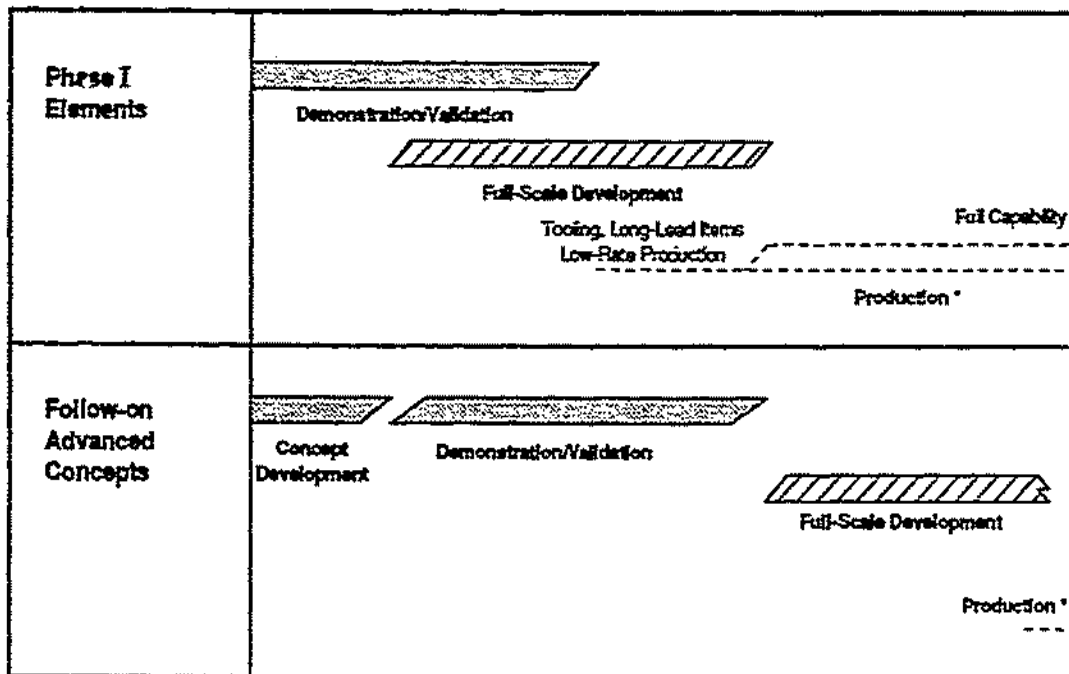 Phase I
Elements
Demonstration/Validation
Full-Scale Development
Tooling, Long-Lead Items
Low-Rate Production
Full Capability
Production *
Follow-on
Advanced
Concepts
Concept
Development
Demonstration/Validation
Full-Scale Development
Production *